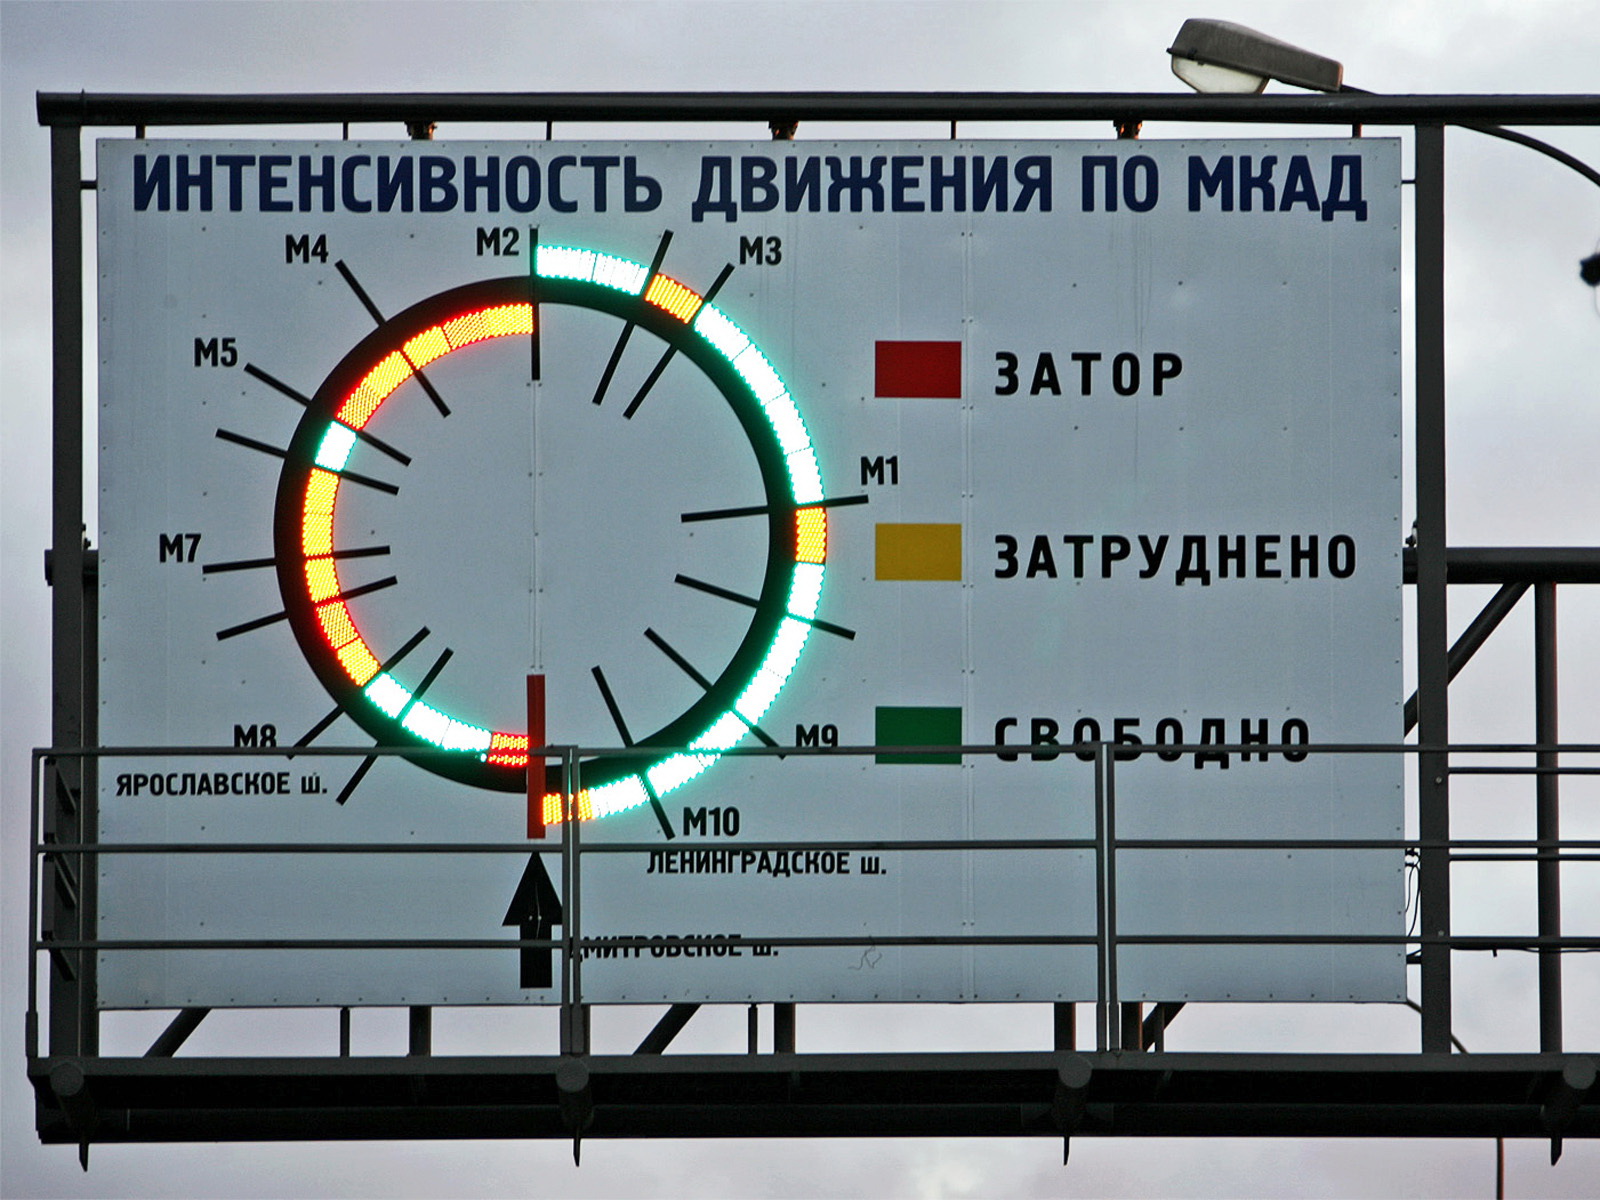 ИНТЕНСИВНОСТЬ ДВИЖЕНИЯ ПО МКАД
М4
М2
М3
М5
ЗАТОР
М1
М7
ЗАТРУДНЕНО
М8
М9
СВОБОДНО
ЯРОСЛАВСКОЕ Ш.
М10
ЛЕНИНГРАДСКОЕ Ш.
ДМИТРОВСКОЕ Ш.